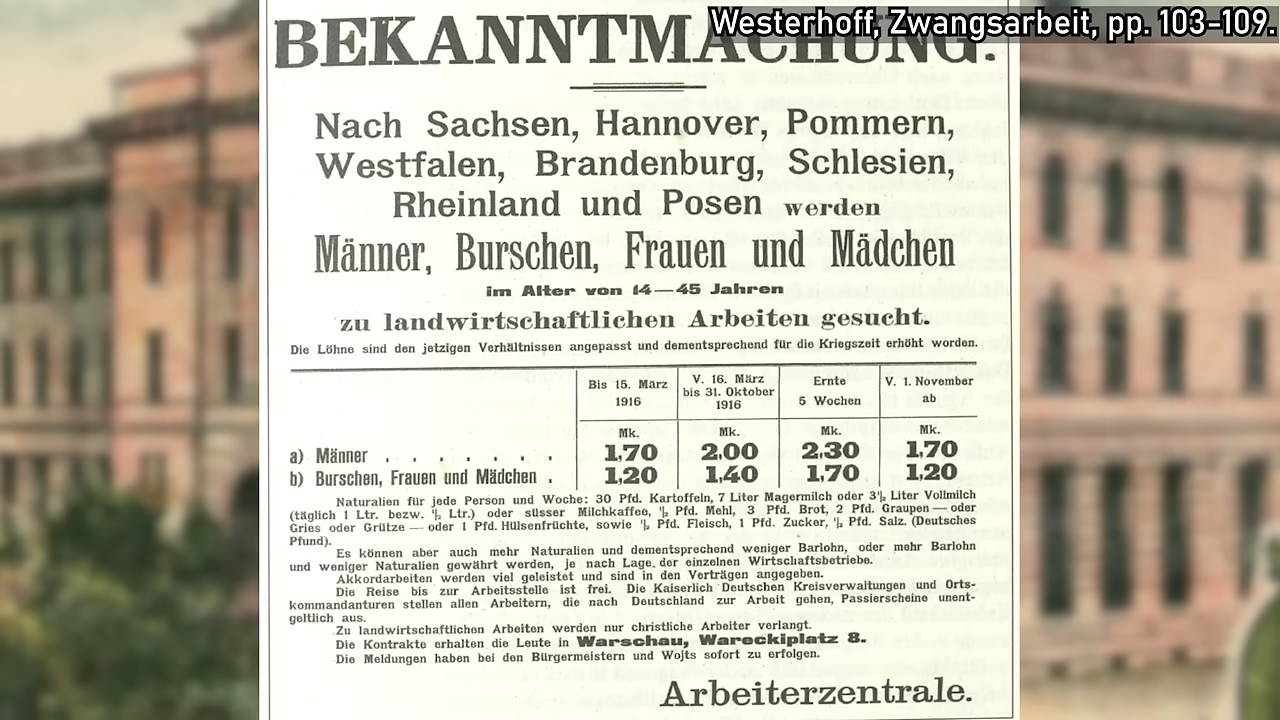 Westerhoff, Zwangsarbeit, pp. 103-109.
BEKANNTMACHUNG.
Nach Sachsen, Hannover, Pommern,
Westfalen, Brandenburg, Schlesien,
Rheinland und Posen werden
Männer, Burschen, Frauen und Mädchen
im Alter von 14—45 Jahren
zu landwirtschaftlichen Arbeiten gesucht.
Die Löhne sind den jetzigen Verhältnissen angepasst und dementsprechend für die Kriegszeit erhöht worden.
Bis 15. März 1916 V. 16. März bis 31. Oktober 1916 Ernte 5 Wochen V. 1. November ab
Mk. Mk. Mk. Mk.
a) Männer . . . . . . . 1,70 2,00 2,30 1,70
b) Burschen, Frauen und Mädchen . 1,20 1,40 1,70 1,20
Naturalien für jede Person und Woche: 30 Pfd. Kartoffeln, 7 Liter Magermilch oder 3½ Liter Vollmilch
(täglich 1 Ltr. bezw. ½ Ltr.) oder süsser Milchkaffee, ½ Pfd. Mehl, 3 Pfd. Brot, 2 Pfd. Graupen — oder
Gries oder Grütze — oder 1 Pfd. Hülsenfrüchte, sowie ½ Pfd. Fleisch, 1 Pfd. Zucker, ½ Pfd. Salz. (Deutsches
Pfund).
Es können aber auch mehr Naturalien und dementsprechend weniger Barlohn, oder mehr Barlohn
und weniger Naturalien gewährt werden, je nach Lage der einzelnen Wirtschaftsbetriebe.
Akkordarbeiten werden viel geleistet und sind in den Verträgen angegeben.
Die Reise bis zur Arbeitsstelle ist frei. Die Kaiserlich Deutschen Kreisverwaltungen und Orts-
kommandanturen stellen allen Arbeitern, die nach Deutschland zur Arbeit gehen, Passierscheine unent-
geltlich aus.
Zu landwirtschaftlichen Arbeiten werden nur christliche Arbeiter verlangt.
Die Kontrakte erhalten die Leute in Warschau, Wareckiplatz 8.
Die Meldungen haben bei den Bürgermeistern und Wojts sofort zu erfolgen.
Arbeiterzentrale.